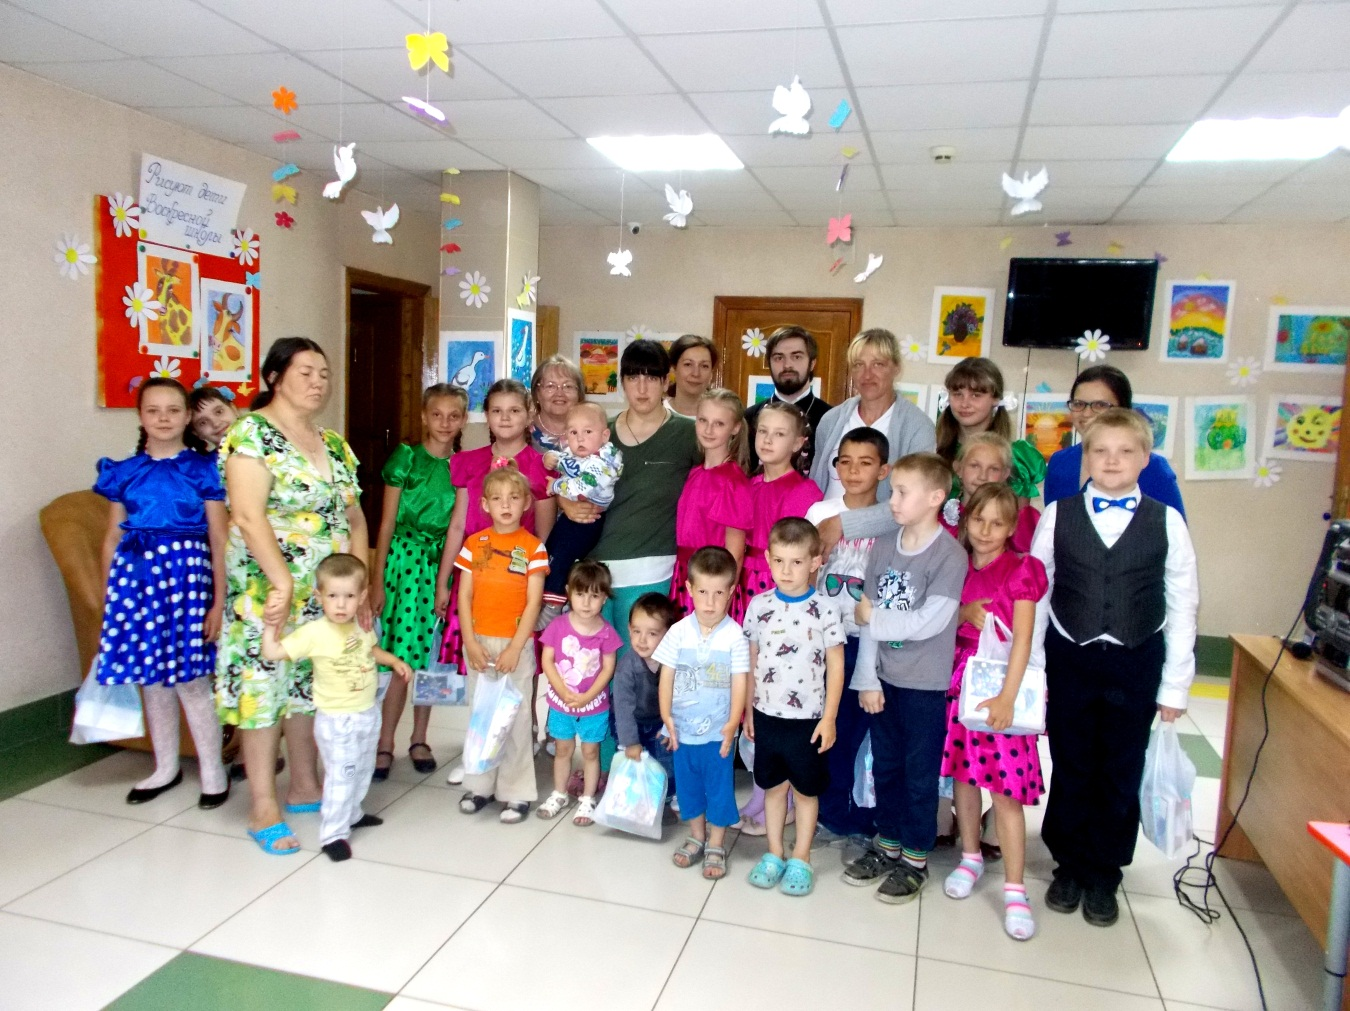 Рисуют дети
Воскресной
школы